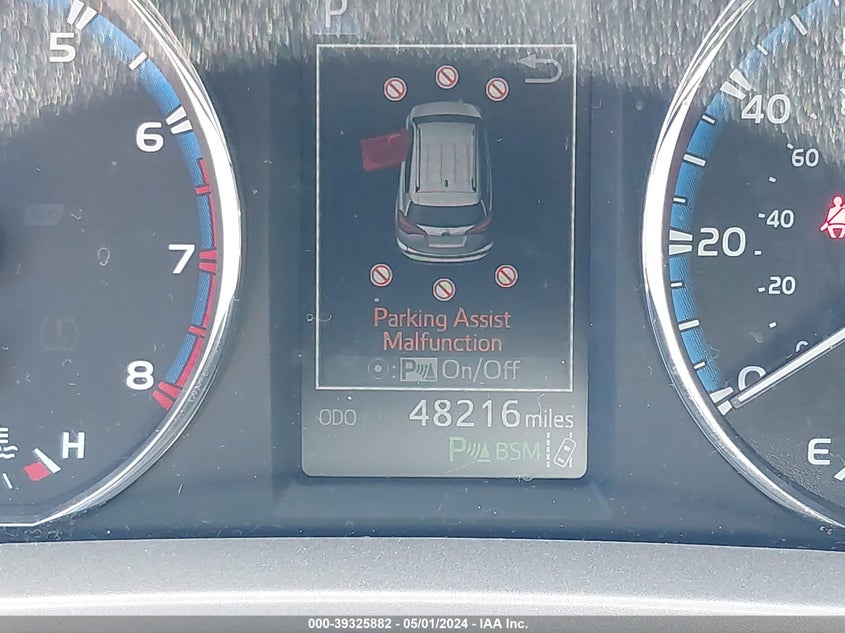 P
5
6
7
8
H
Parking Assist
Malfunction
P On/Off
ODO 48216 miles
P BSM
40
60
20
40
20
0
E
000-39325882 - 05/01/2024 - IAA Inc.